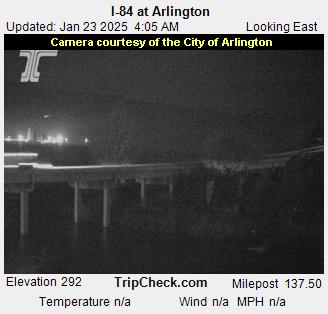 I-84 at Arlington
Updated: Jan 23 2025 4:05 AM Looking East
Camera courtesy of the City of Arlington
Elevation 292 TripCheck.com Milepost 137.50
Temperature n/a Wind n/a MPH n/a